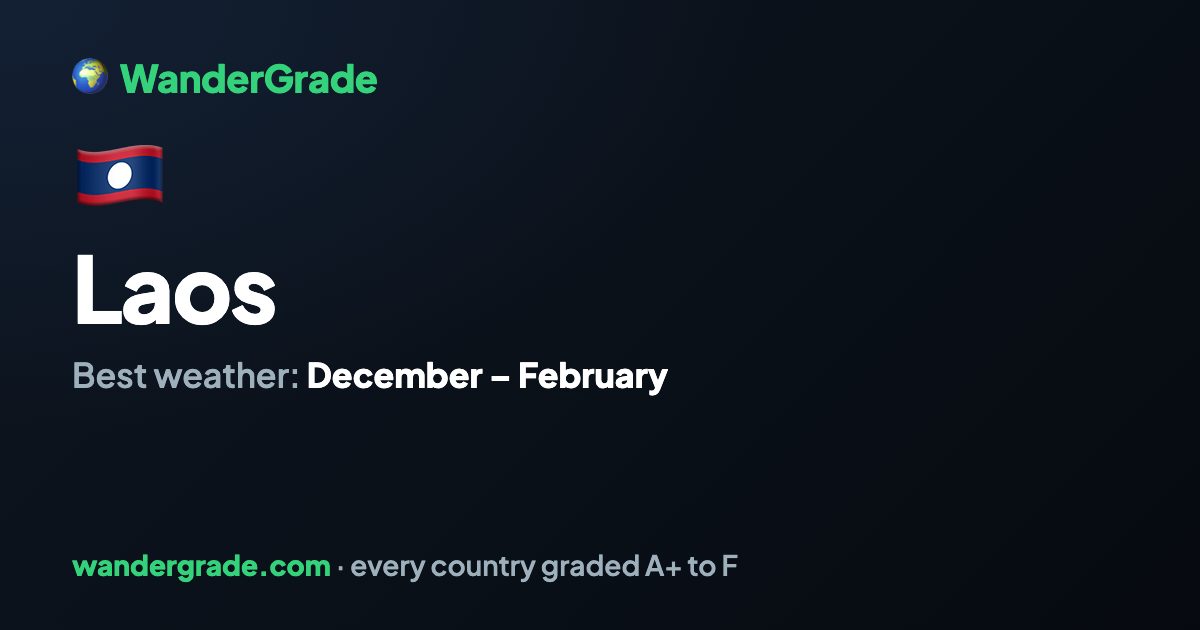 WanderGrade
Laos
Best weather: December – February
wandergrade.com · every country graded A+ to F